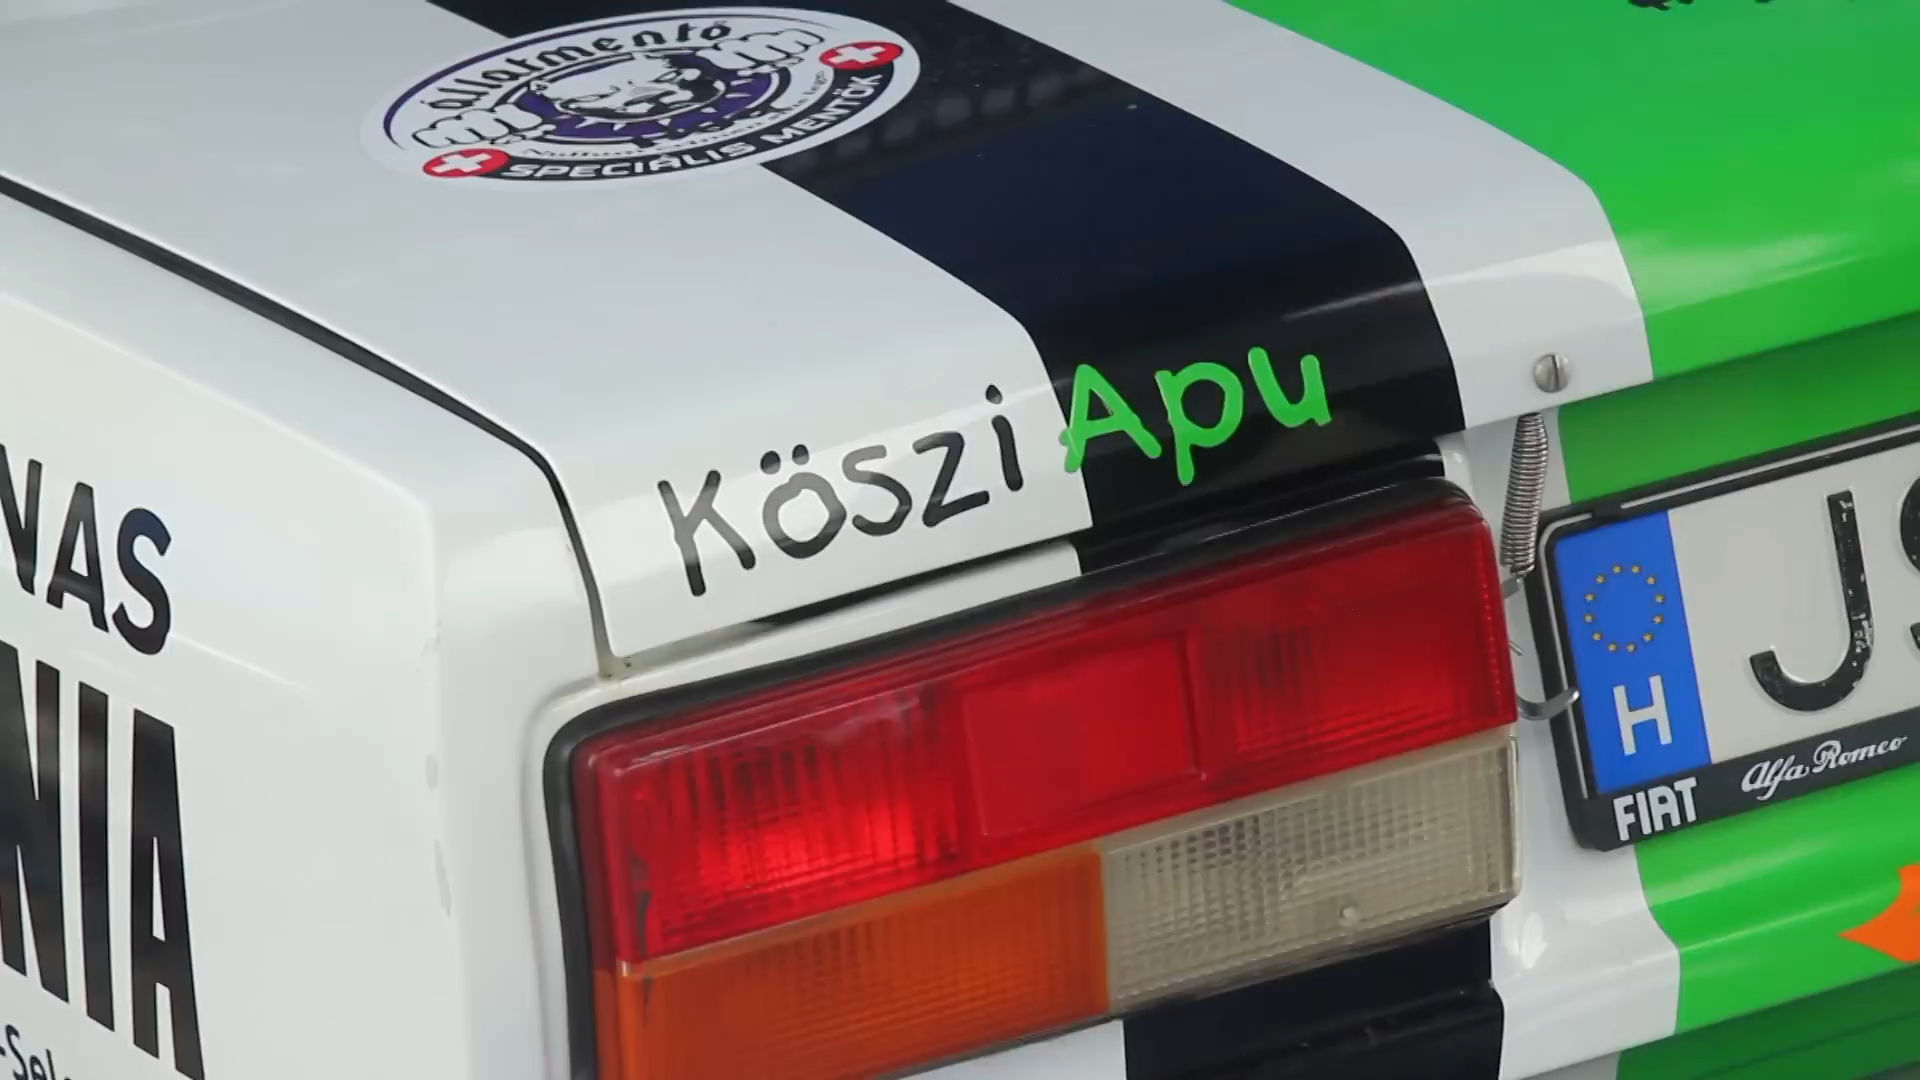 állatmentő
SPECIÁLIS MENTŐK
Köszi Apu
NAS
NIA
H
FIAT Alfa Romeo